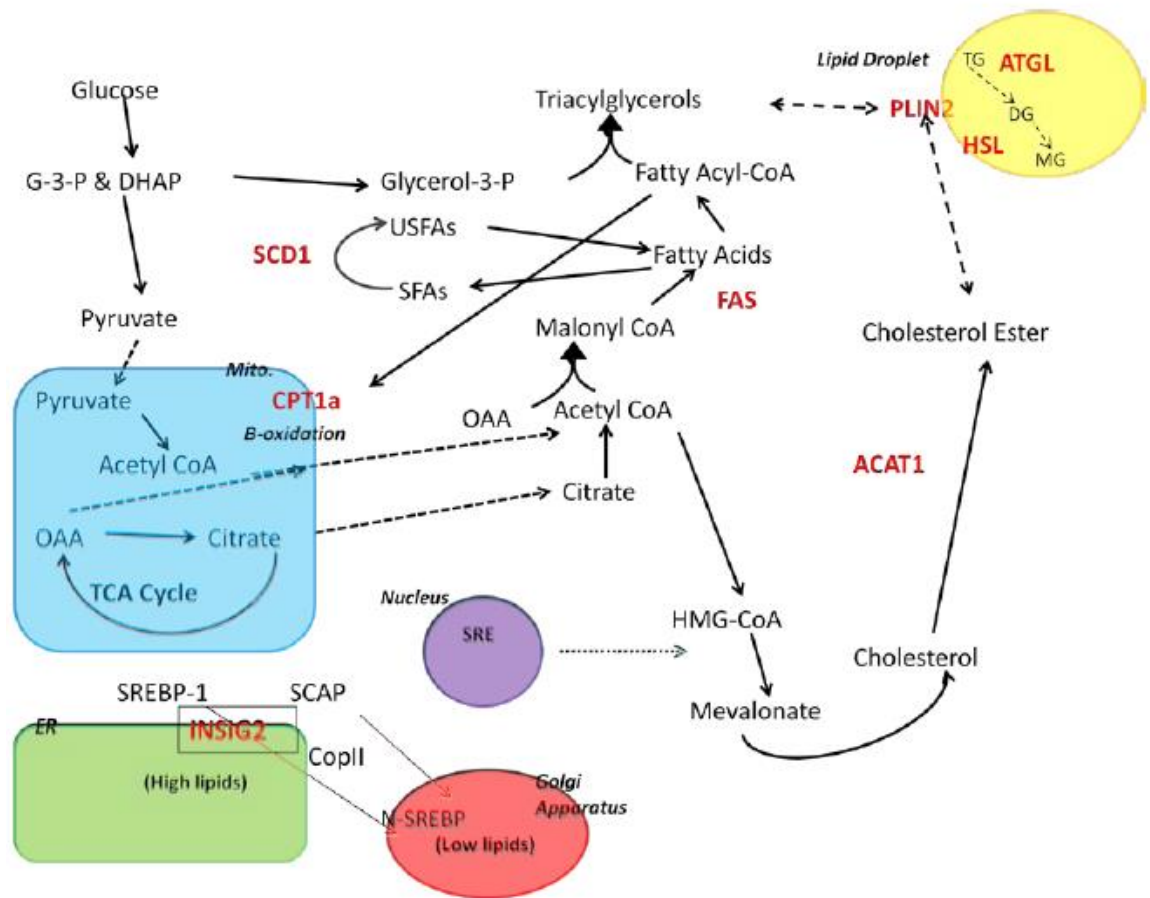 Lipid Droplet
TG
ATGL
Glucose
Triacylglycerols
PLIN2
DG
HSL
MG
G-3-P & DHAP
Glycerol-3-P
Fatty Acyl-CoA
USFAs
SCD1
Fatty Acids
SFAs
FAS
Pyruvate
Malonyl CoA
Cholesterol Ester
Mito.
Pyruvate
CPT1a
OAA
Acetyl CoA
B-oxidation
Acetyl CoA
ACAT1
Citrate
OAA
Citrate
TCA Cycle
Nucleus
SRE
HMG-CoA
Cholesterol
SREBP-1
SCAP
Mevalonate
ER
INSIG2
CopII
(High lipids)
Golgi
Apparatus
N-SREBP
(Low lipids)